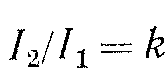 I₂/I₁ = k